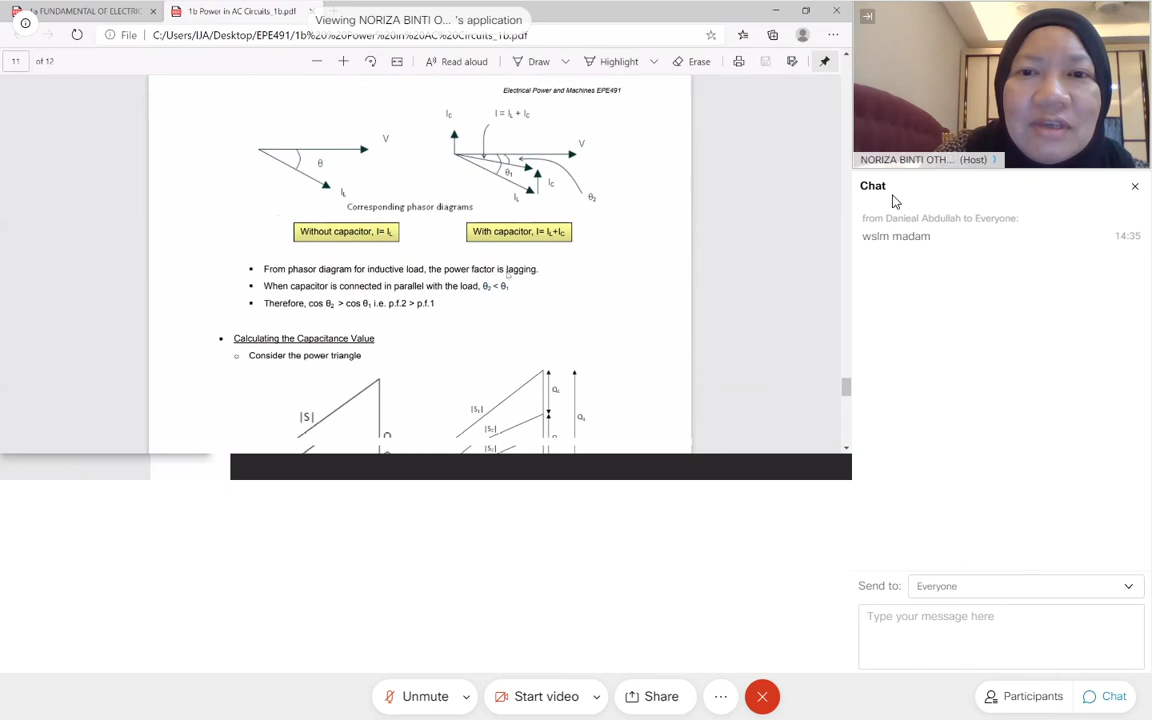 1a FUNDAMENTAL OF ELECTRIC
1b Power in AC Circuits_1b.pdf
Viewing NORIZA BINTI O... 's application
File
C:/Users/IJA/Desktop/EPE491/1b%20%20Power%20in%20AC%20Circuits_1b.pdf
11 of 12
Read aloud
Draw
Highlight
Erase
Electrical Power and Machines EPE491
V
θ
IL
IC
I = IL + IC
V
θ1
IC
IL
θ2
Corresponding phasor diagrams
Without capacitor, I= IL
With capacitor, I= IL+IC
▪ From phasor diagram for inductive load, the power factor is lagging.
▪ When capacitor is connected in parallel with the load, θ2 < θ1
▪ Therefore, cos θ2 > cos θ1 i.e. p.f.2 > p.f.1
• Calculating the Capacitance Value
o Consider the power triangle
|S|
|S1|
|S2|
|S2|
NORIZA BINTI OTH... (Host)
Chat
from Danieal Abdullah to Everyone:
wslm madam 14:35
Send to: Everyone
Type your message here
Unmute
Start video
Share
Participants
Chat